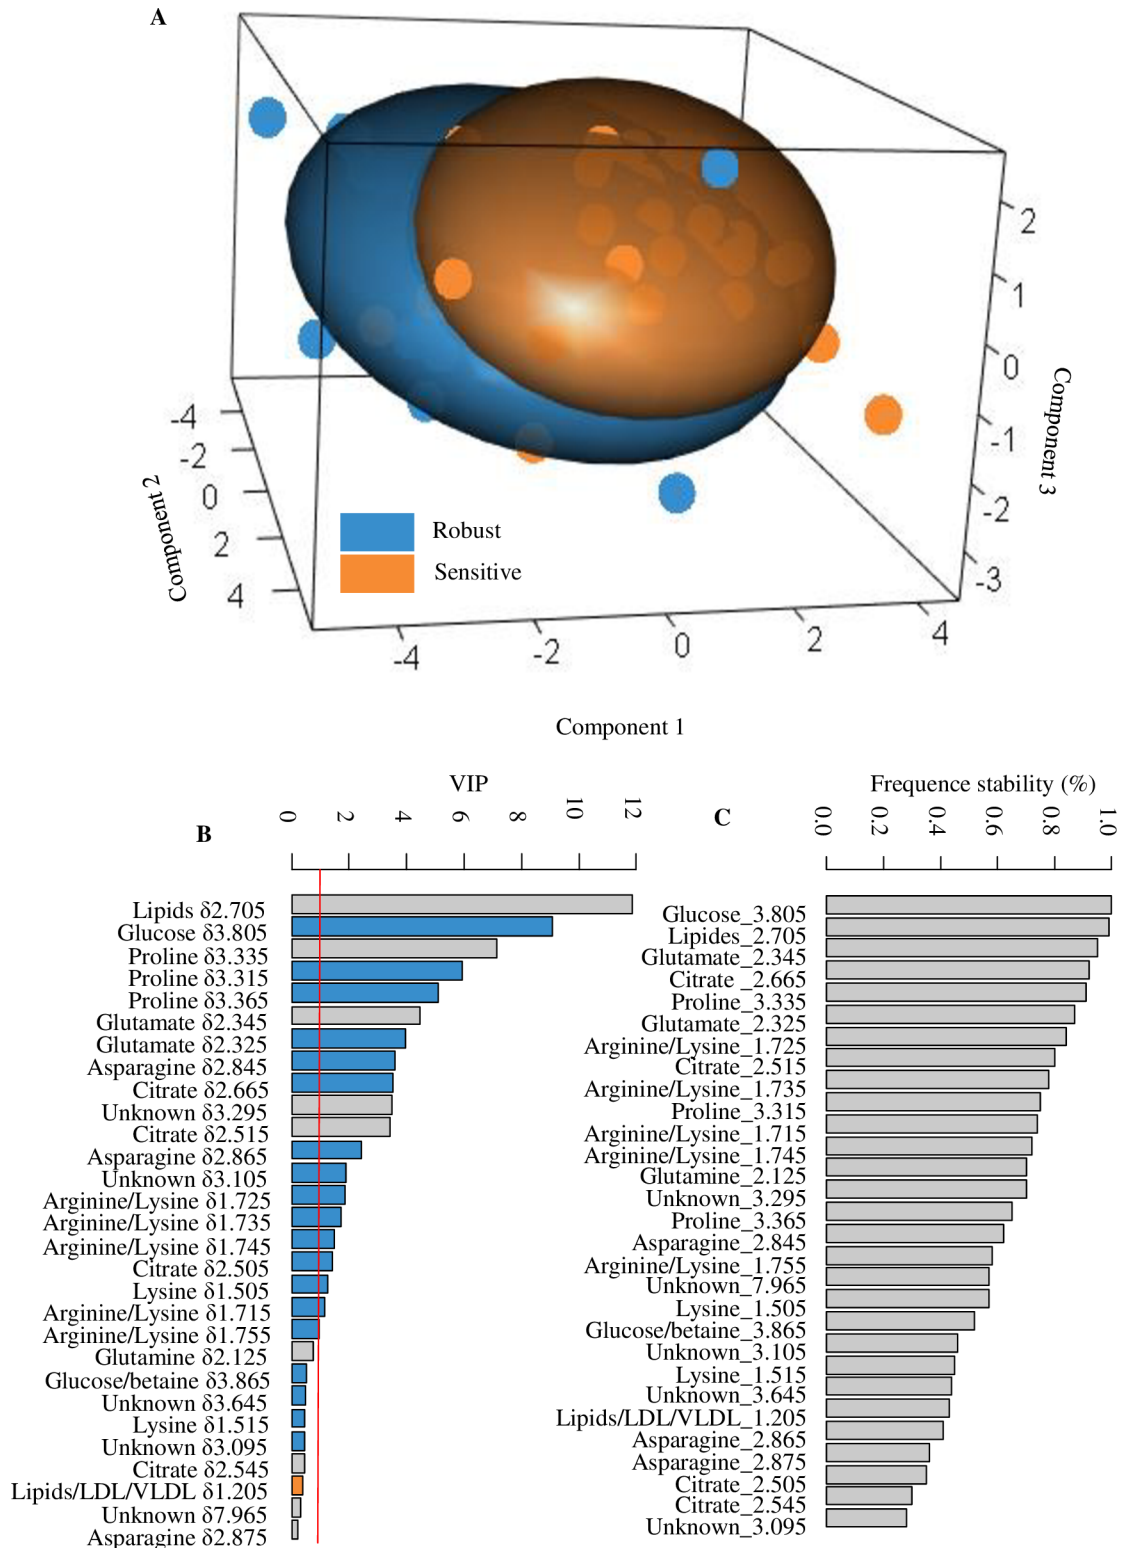 A
2
1
0
-1
-2
-3
Component 3
-4
-2
0
2
4
Component 2
Robust
Sensitive
-4
-2
0
2
4
Component 1
VIP
0
2
4
6
8
10
12
B
Lipids δ2.705
Glucose δ3.805
Proline δ3.335
Proline δ3.315
Proline δ3.365
Glutamate δ2.345
Glutamate δ2.325
Asparagine δ2.845
Citrate δ2.665
Unknown δ3.295
Citrate δ2.515
Asparagine δ2.865
Unknown δ3.105
Arginine/Lysine δ1.725
Arginine/Lysine δ1.735
Arginine/Lysine δ1.745
Citrate δ2.505
Lysine δ1.505
Arginine/Lysine δ1.715
Arginine/Lysine δ1.755
Glutamine δ2.125
Glucose/betaine δ3.865
Unknown δ3.645
Lysine δ1.515
Unknown δ3.095
Citrate δ2.545
Lipids/LDL/VLDL δ1.205
Unknown δ7.965
Asparagine δ2.875
Frequence stability (%)
C
0.0
0.2
0.4
0.6
0.8
1.0
Glucose_3.805
Lipides_2.705
Glutamate_2.345
Citrate _2.665
Proline_3.335
Glutamate_2.325
Arginine/Lysine_1.725
Citrate_2.515
Arginine/Lysine_1.735
Proline_3.315
Arginine/Lysine_1.715
Arginine/Lysine_1.745
Glutamine_2.125
Unknown_3.295
Proline_3.365
Asparagine_2.845
Arginine/Lysine_1.755
Unknown_7.965
Lysine_1.505
Glucose/betaine_3.865
Unknown_3.105
Lysine_1.515
Unknown_3.645
Lipids/LDL/VLDL_1.205
Asparagine_2.865
Asparagine_2.875
Citrate_2.505
Citrate_2.545
Unknown_3.095